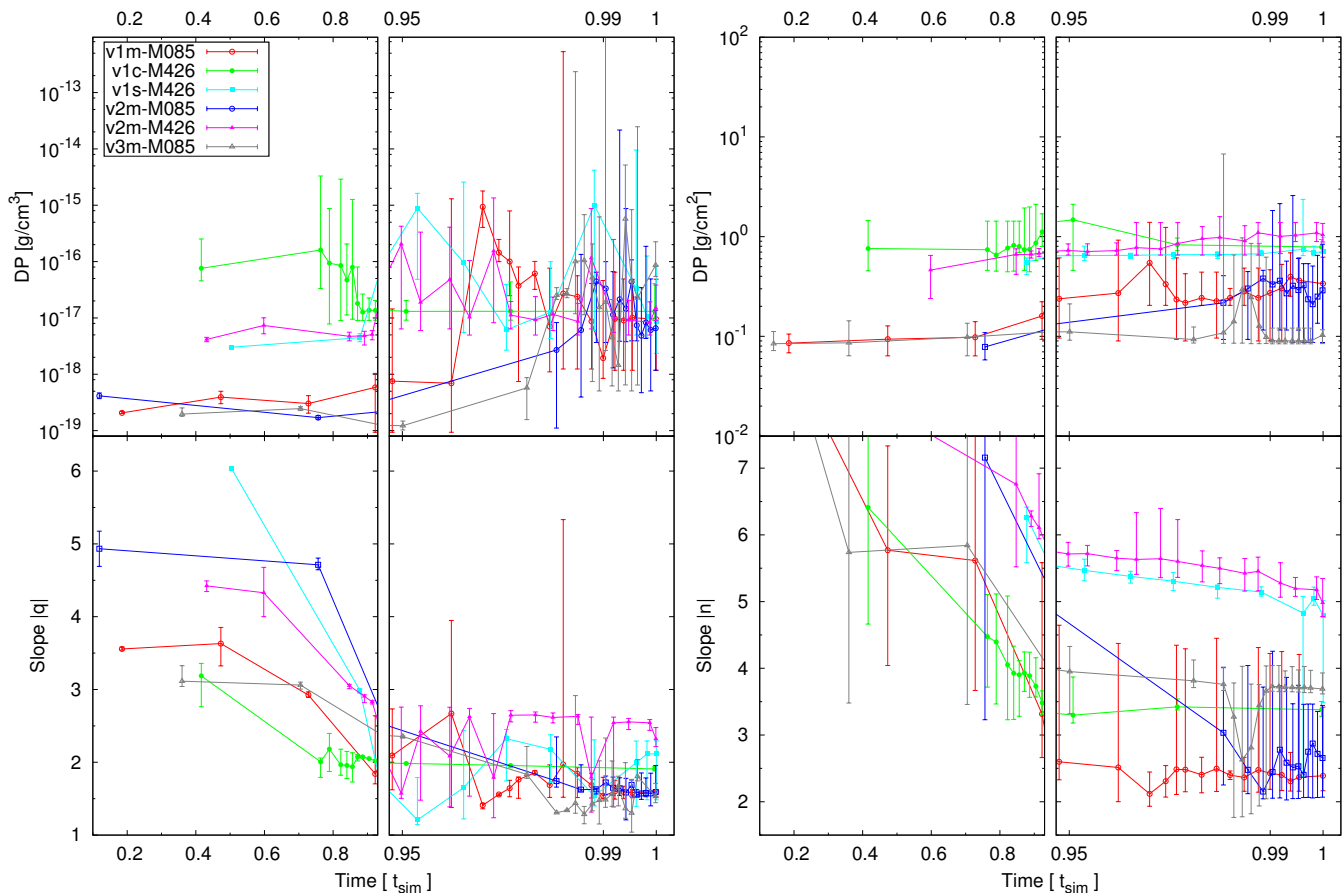 0.2 0.4 0.6 0.8 0.95 0.99 1 0.2 0.4 0.6 0.8 0.95 0.99 1
v1m-M085
v1c-M426
v1s-M426
v2m-M085
v2m-M426
v3m-M085
DP [g/cm³]
10⁻¹³
10⁻¹⁴
10⁻¹⁵
10⁻¹⁶
10⁻¹⁷
10⁻¹⁸
10⁻¹⁹
DP [g/cm²]
10²
10¹
10⁰
10⁻¹
10⁻²
Slope |q|
6
5
4
3
2
1
Slope |n|
7
6
5
4
3
2
0.2 0.4 0.6 0.8 0.95 0.99 1 0.2 0.4 0.6 0.8 0.95 0.99 1
Time [ t_sim ] Time [ t_sim ]